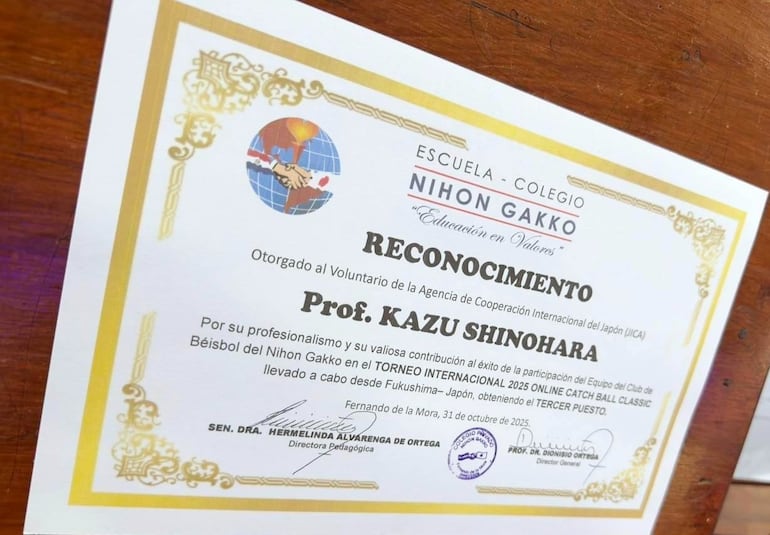 ESCUELA - COLEGIO
NIHON GAKKO
"Educación en Valores"
RECONOCIMIENTO
Otorgado al Voluntario de la Agencia de Cooperación Internacional del Japón (JICA)
Prof. KAZU SHINOHARA
Por su profesionalismo y su valiosa contribución al éxito de la participación del Equipo del Club de
Béisbol del Nihon Gakko en el TORNEO INTERNACIONAL 2025 ONLINE CATCH BALL CLASSIC
llevado a cabo desde Fukushima– Japón, obteniendo el TERCER PUESTO.
Fernando de la Mora, 31 de octubre de 2025.
SEN. DRA. HERMELINDA ALVARENGA DE ORTEGA
Directora Pedagógica
PROF. DR. DIONISIO ORTEGA
Director General
COLEGIO PRIVADO
NIHON GAKKO